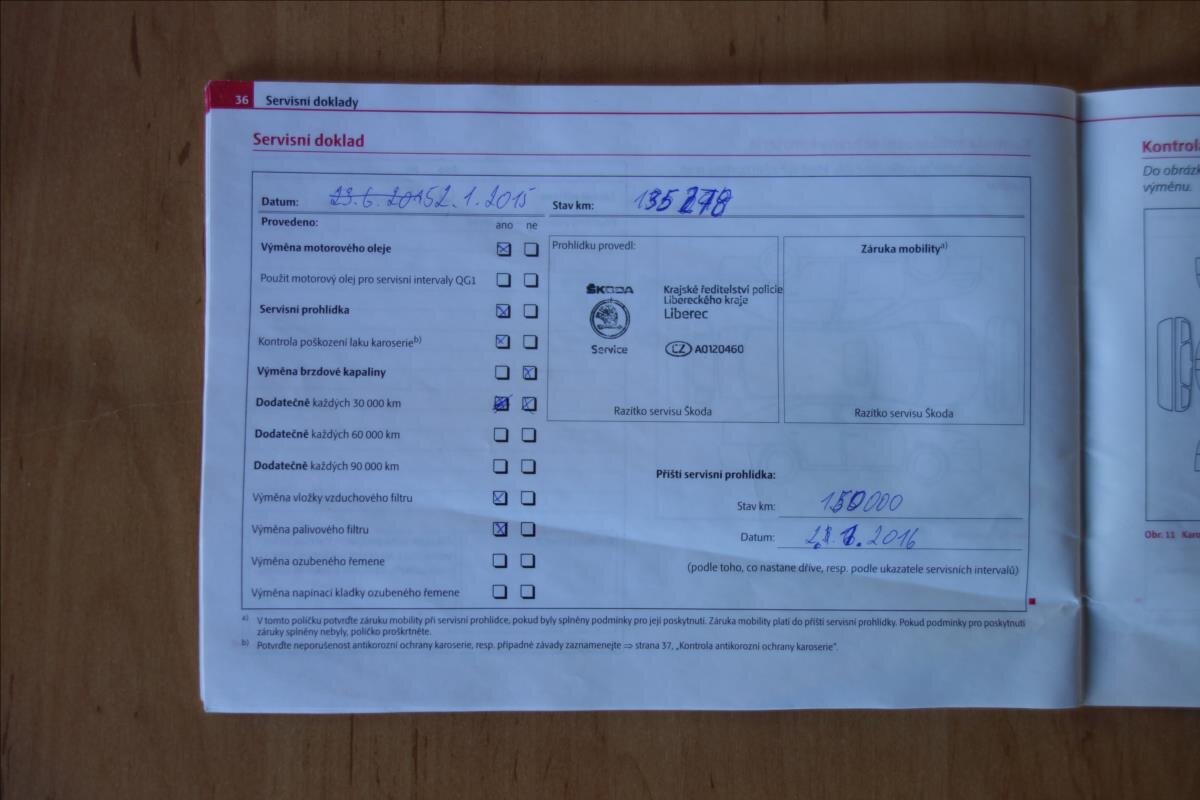 36 Servisní doklady
Servisní doklad
Datum: 23.6.2015 2.1.2015 Stav km:
Provedeno: ano ne
Výměna motorového oleje
Použit motorový olej pro servisní intervaly QG1
Servisní prohlídka
Kontrola poškození laku karoserie b)
Výměna brzdové kapaliny
Dodatečně každých 30 000 km
Dodatečně každých 60 000 km
Dodatečně každých 90 000 km
Výměna vložky vzduchového filtru
Výměna palivového filtru
Výměna ozubeného řemene
Výměna napínací kladky ozubeného řemene
Prohlídku provedl:
ŠKODA
Service
Krajské ředitelství policie
Libereckého kraje
Liberec
CZ A0120460
Razítko servisu Škoda
Záruka mobility a)
Razítko servisu Škoda
Příští servisní prohlídka:
Stav km: 150000
Datum: 2016
(podle toho, co nastane dříve, resp. podle ukazatele servisních intervalů)
a) V tomto políčku potvrďte záruku mobility při servisní prohlídce, pokud byly splněny podmínky pro její poskytnutí. Záruka mobility platí do příští servisní prohlídky. Pokud podmínky pro poskytnutí
záruky splněny nebyly, políčko proškrtněte.
b) Potvrďte neporušenost antikorozní ochrany karoserie, resp. případné závady zaznamenejte ⇒ strana 37, „Kontrola antikorozní ochrany karoserie“.
Kontrola
Do obrázk
výměnu.
Obr. 11 Karo